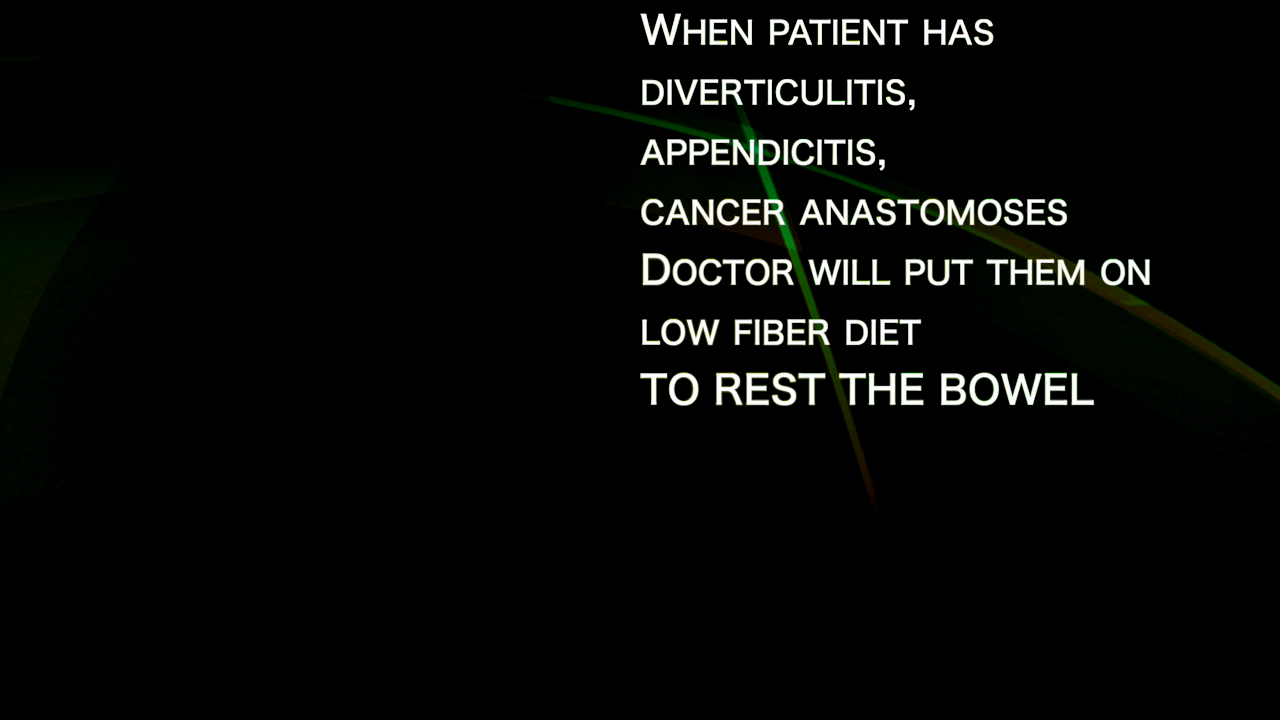 When patient has
diverticulitis,
appendicitis,
cancer anastomoses
Doctor will put them on
low fiber diet
TO REST THE BOWEL